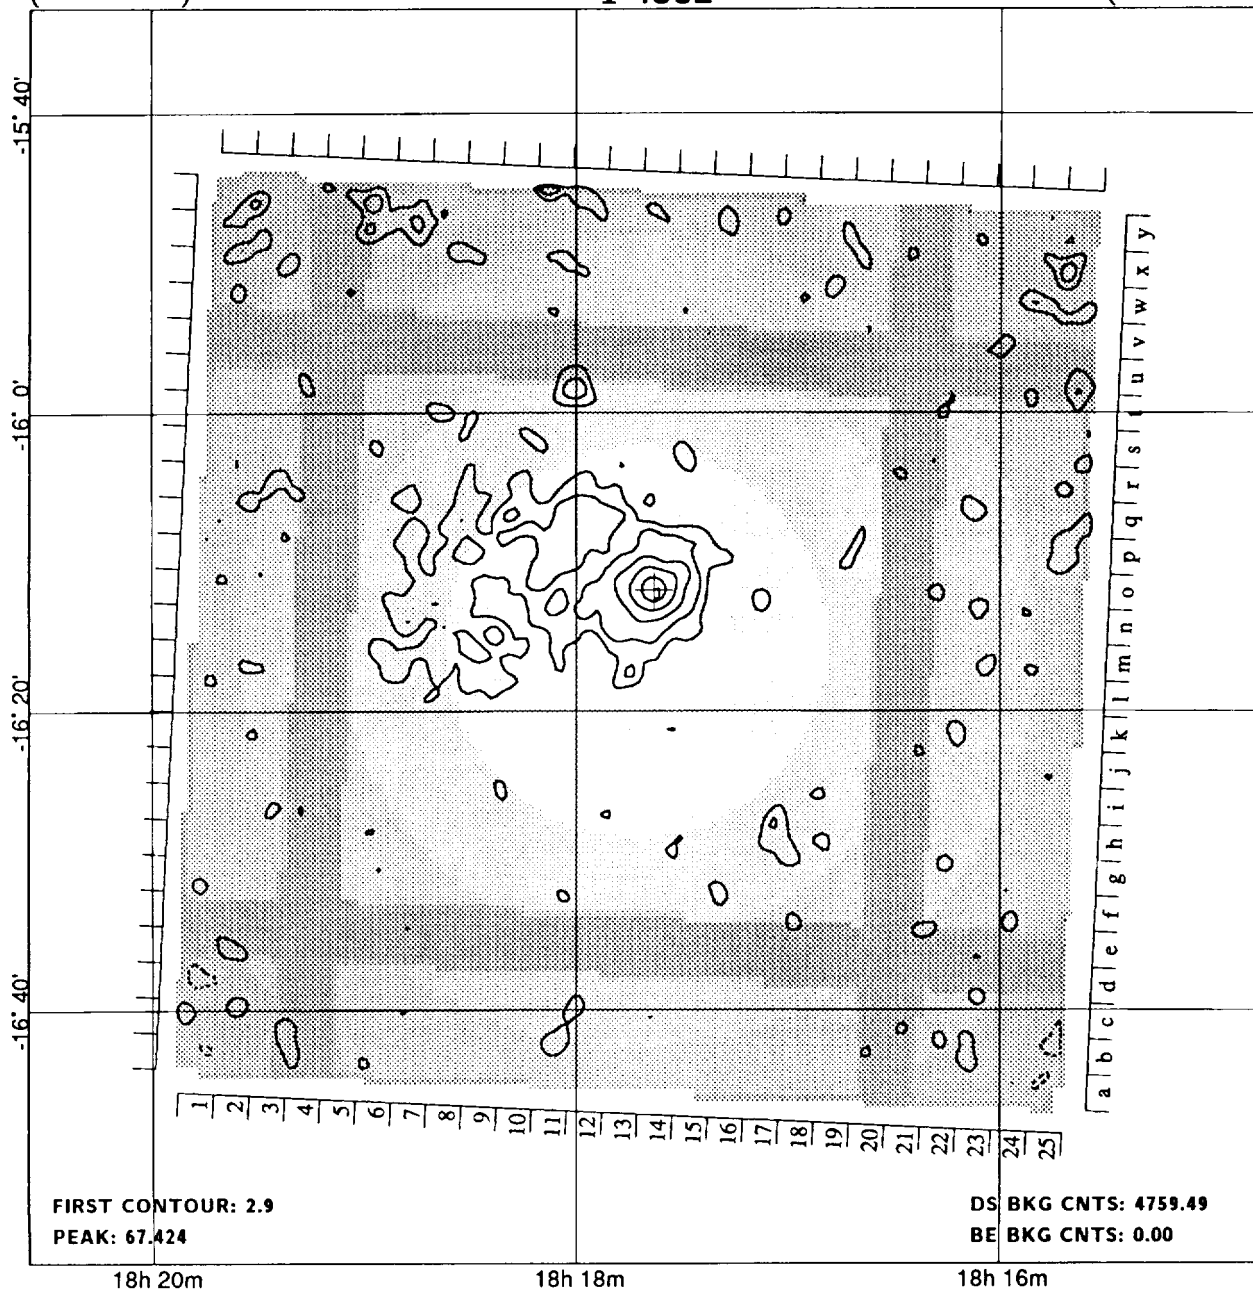 -15° 40'
-16° 0'
-16° 20'
-16° 40'
y
x
w
v
u
t
s
r
q
p
o
n
m
l
k
j
i
h
g
f
e
d
c
b
a
1 2 3 4 5 6 7 8 9 10 11 12 13 14 15 16 17 18 19 20 21 22 23 24 25
FIRST CONTOUR: 2.9
PEAK: 67.424
DS BKG CNTS: 4759.49
BE BKG CNTS: 0.00
18h 20m 18h 18m 18h 16m